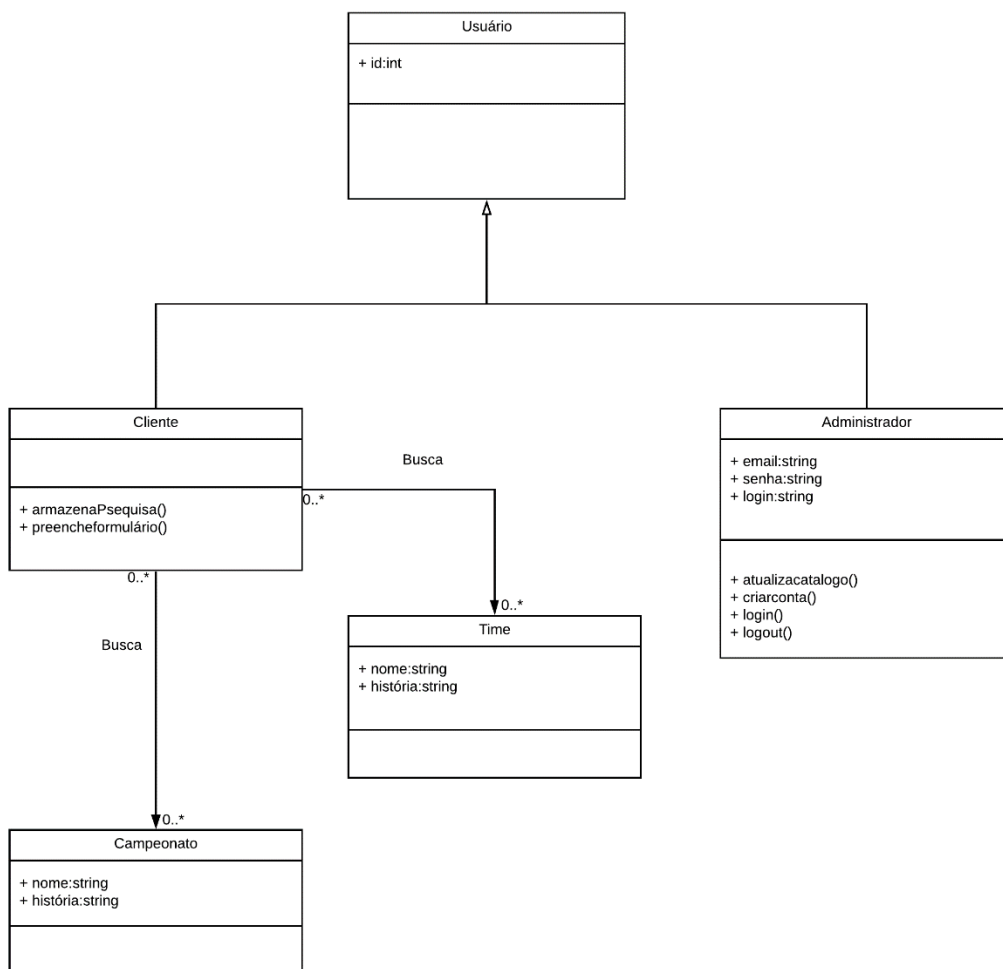 Usuário
+ id:int
Cliente
+ armazenaPsequisa()
+ preencheformulário()
Busca
0..*
0..*
Administrador
+ email:string
+ senha:string
+ login:string
+ atualizacatalogo()
+ criarconta()
+ login()
+ logout()
0..*
Busca
0..*
Time
+ nome:string
+ história:string
Campeonato
+ nome:string
+ história:string